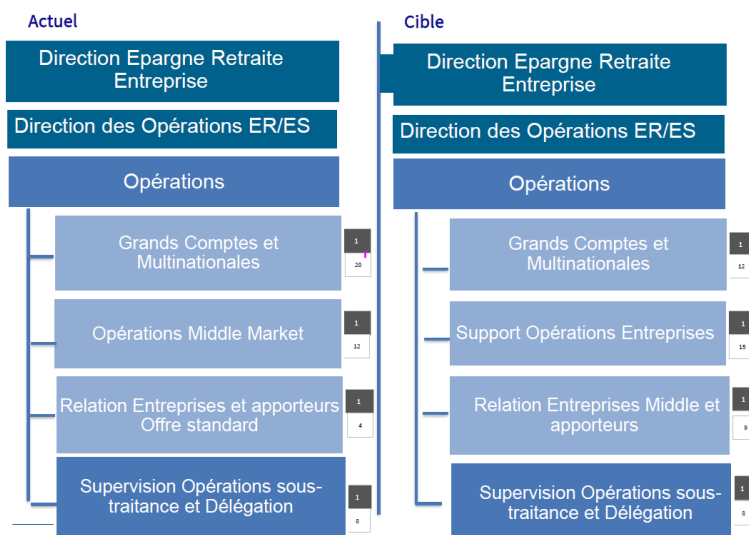 Actuel
Direction Epargne Retraite
Entreprise
Direction des Opérations ER/ES
Opérations
Grands Comptes et
Multinationales
1
20
Opérations Middle Market
1
12
Relation Entreprises et apporteurs
Offre standard
1
4
Supervision Opérations sous-
traitance et Délégation
1
Cible
Direction Epargne Retraite
Entreprise
Direction des Opérations ER/ES
Opérations
Grands Comptes et
Multinationales
1
12
Support Opérations Entreprises
1
15
Relation Entreprises Middle et
apporteurs
1
9
Supervision Opérations sous-
traitance et Délégation
1